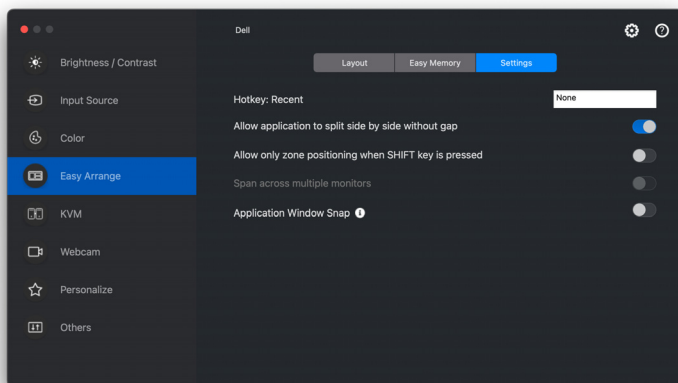 Dell
Brightness / Contrast
Input Source
Color
Easy Arrange
KVM
Webcam
Personalize
Others
Layout
Easy Memory
Settings
Hotkey: Recent
None
Allow application to split side by side without gap
Allow only zone positioning when SHIFT key is pressed
Span across multiple monitors
Application Window Snap